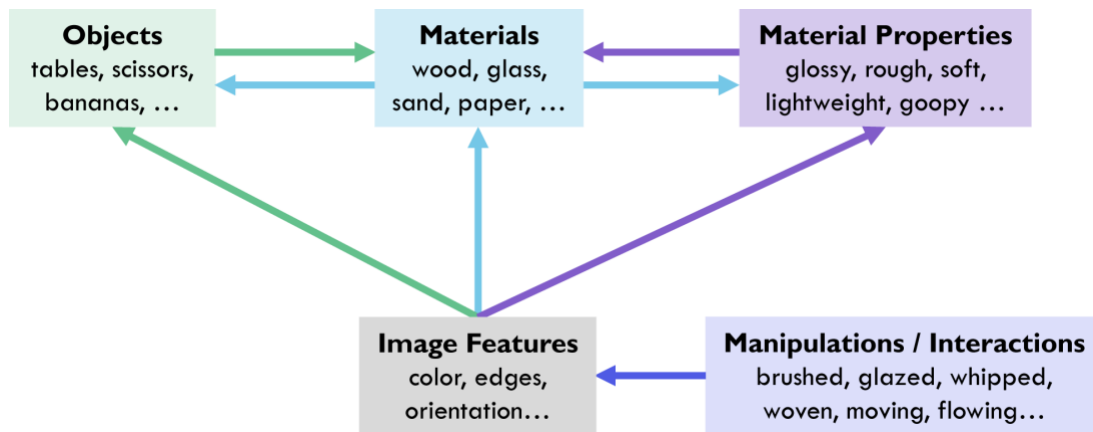 Objects
tables, scissors,
bananas, …
Materials
wood, glass,
sand, paper, …
Material Properties
glossy, rough, soft,
lightweight, goopy …
Image Features
color, edges,
orientation…
Manipulations / Interactions
brushed, glazed, whipped,
woven, moving, flowing…